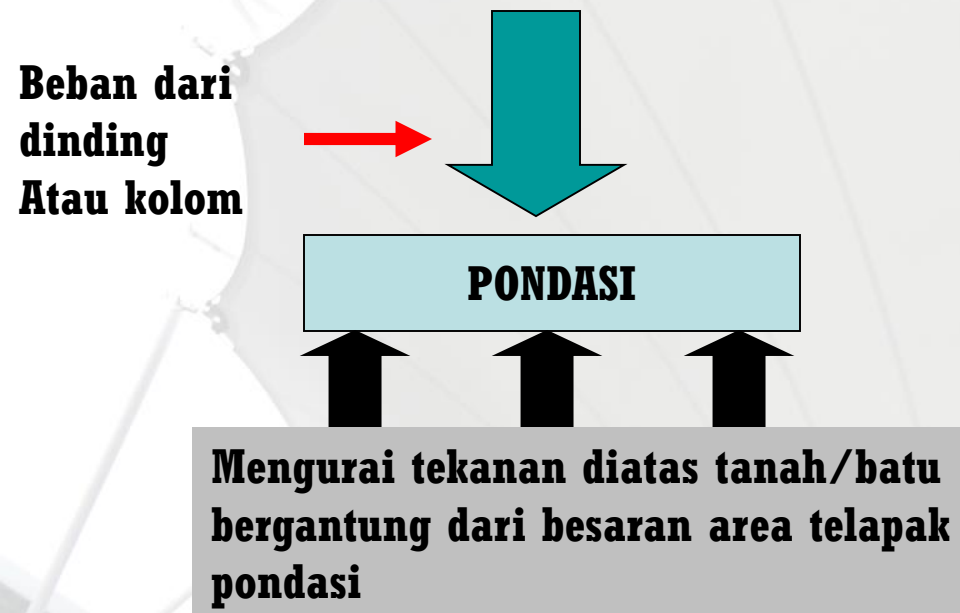 Beban dari
dinding
Atau kolom
PONDASI
Mengurai tekanan diatas tanah/batu
bergantung dari besaran area telapak
pondasi